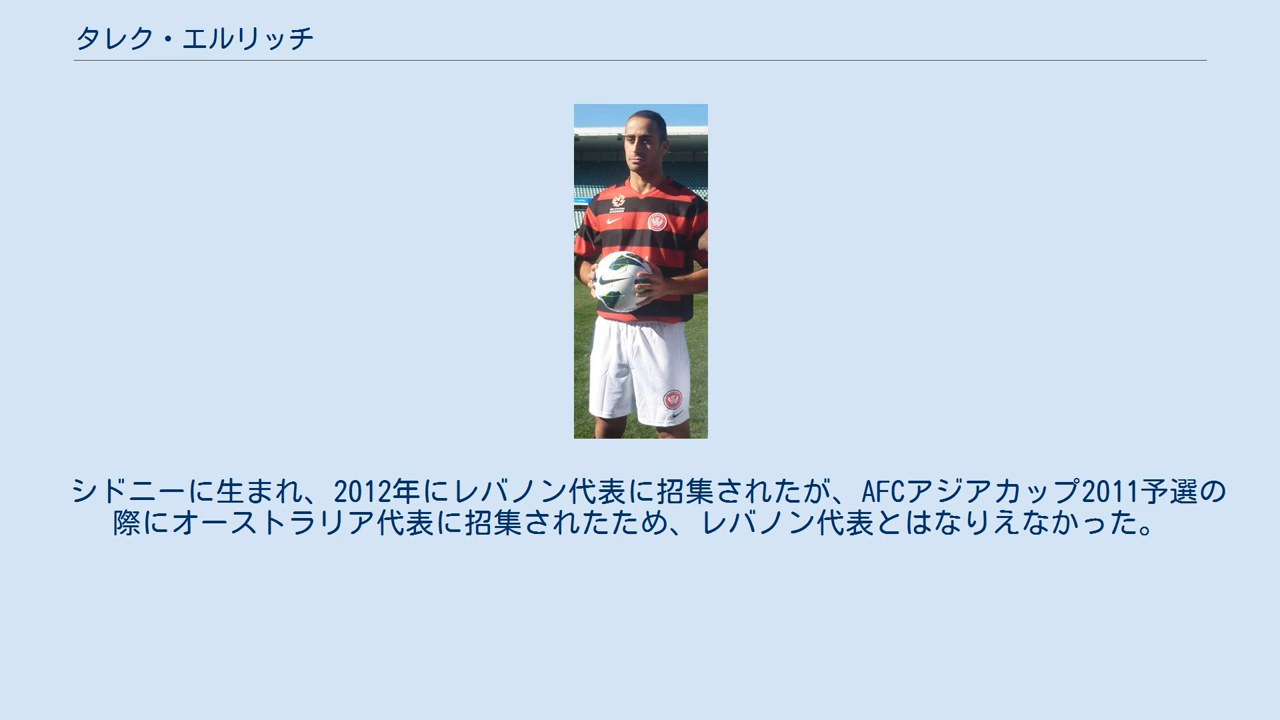 タレク・エルリッチ
シドニーに生まれ、2012年にレバノン代表に招集されたが、AFCアジアカップ2011予選の
際にオーストラリア代表に招集されたため、レバノン代表とはなりえなかった。